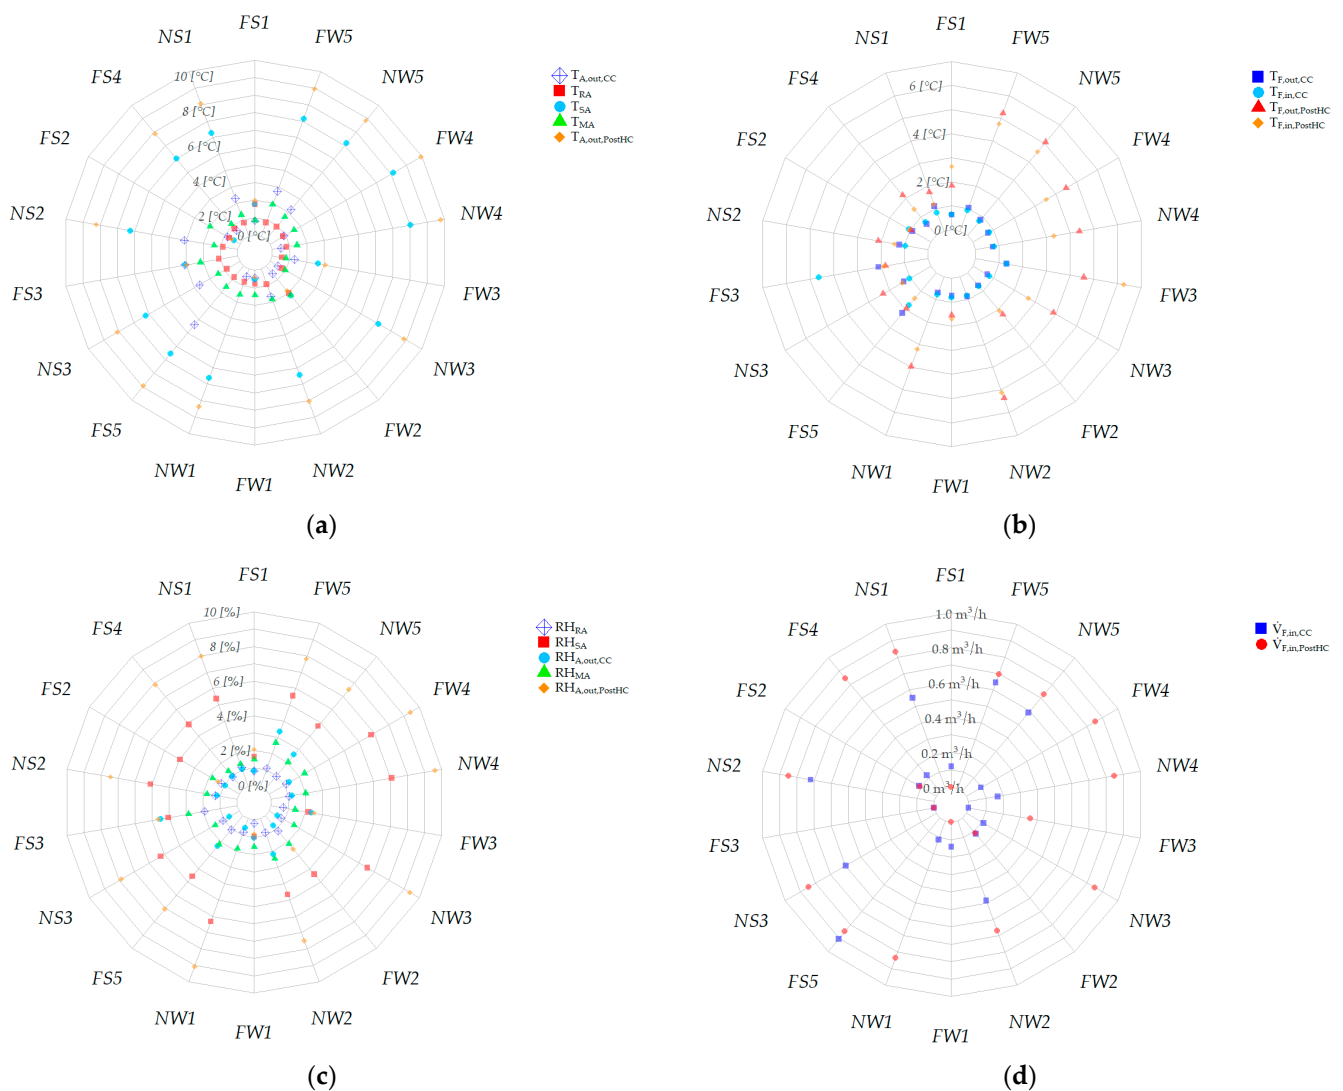 FS1
FW5
NW5
FW4
NW4
FW3
NW3
FW2
NW2
FW1
NW1
FS5
NS3
FS3
NS2
FS2
FS4
NS1
10 [°C]
8 [°C]
6 [°C]
4 [°C]
2 [°C]
0 [°C]
T_A,out,CC
T_RA
T_SA
T_MA
T_A,out,PostHC
(a)
FS1
FW5
NW5
FW4
NW4
FW3
NW3
FW2
NW2
FW1
NW1
FS5
NS3
FS3
NS2
FS2
FS4
NS1
6 [°C]
4 [°C]
2 [°C]
0 [°C]
T_F,out,CC
T_F,in,CC
T_F,out,PostHC
T_F,in,PostHC
(b)
FS1
FW5
NW5
FW4
NW4
FW3
NW3
FW2
NW2
FW1
NW1
FS5
NS3
FS3
NS2
FS2
FS4
NS1
10 [%]
8 [%]
6 [%]
4 [%]
2 [%]
0 [%]
RH_RA
RH_SA
RH_A,out,CC
RH_MA
RH_A,out,PostHC
(c)
FS1
FW5
NW5
FW4
NW4
FW3
NW3
FW2
NW2
FW1
NW1
FS5
NS3
FS3
NS2
FS2
FS4
NS1
1.0 m³/h
0.8 m³/h
0.6 m³/h
0.4 m³/h
0.2 m³/h
0 m³/h
V̇_F,in,CC
V̇_F,in,PostHC
(d)